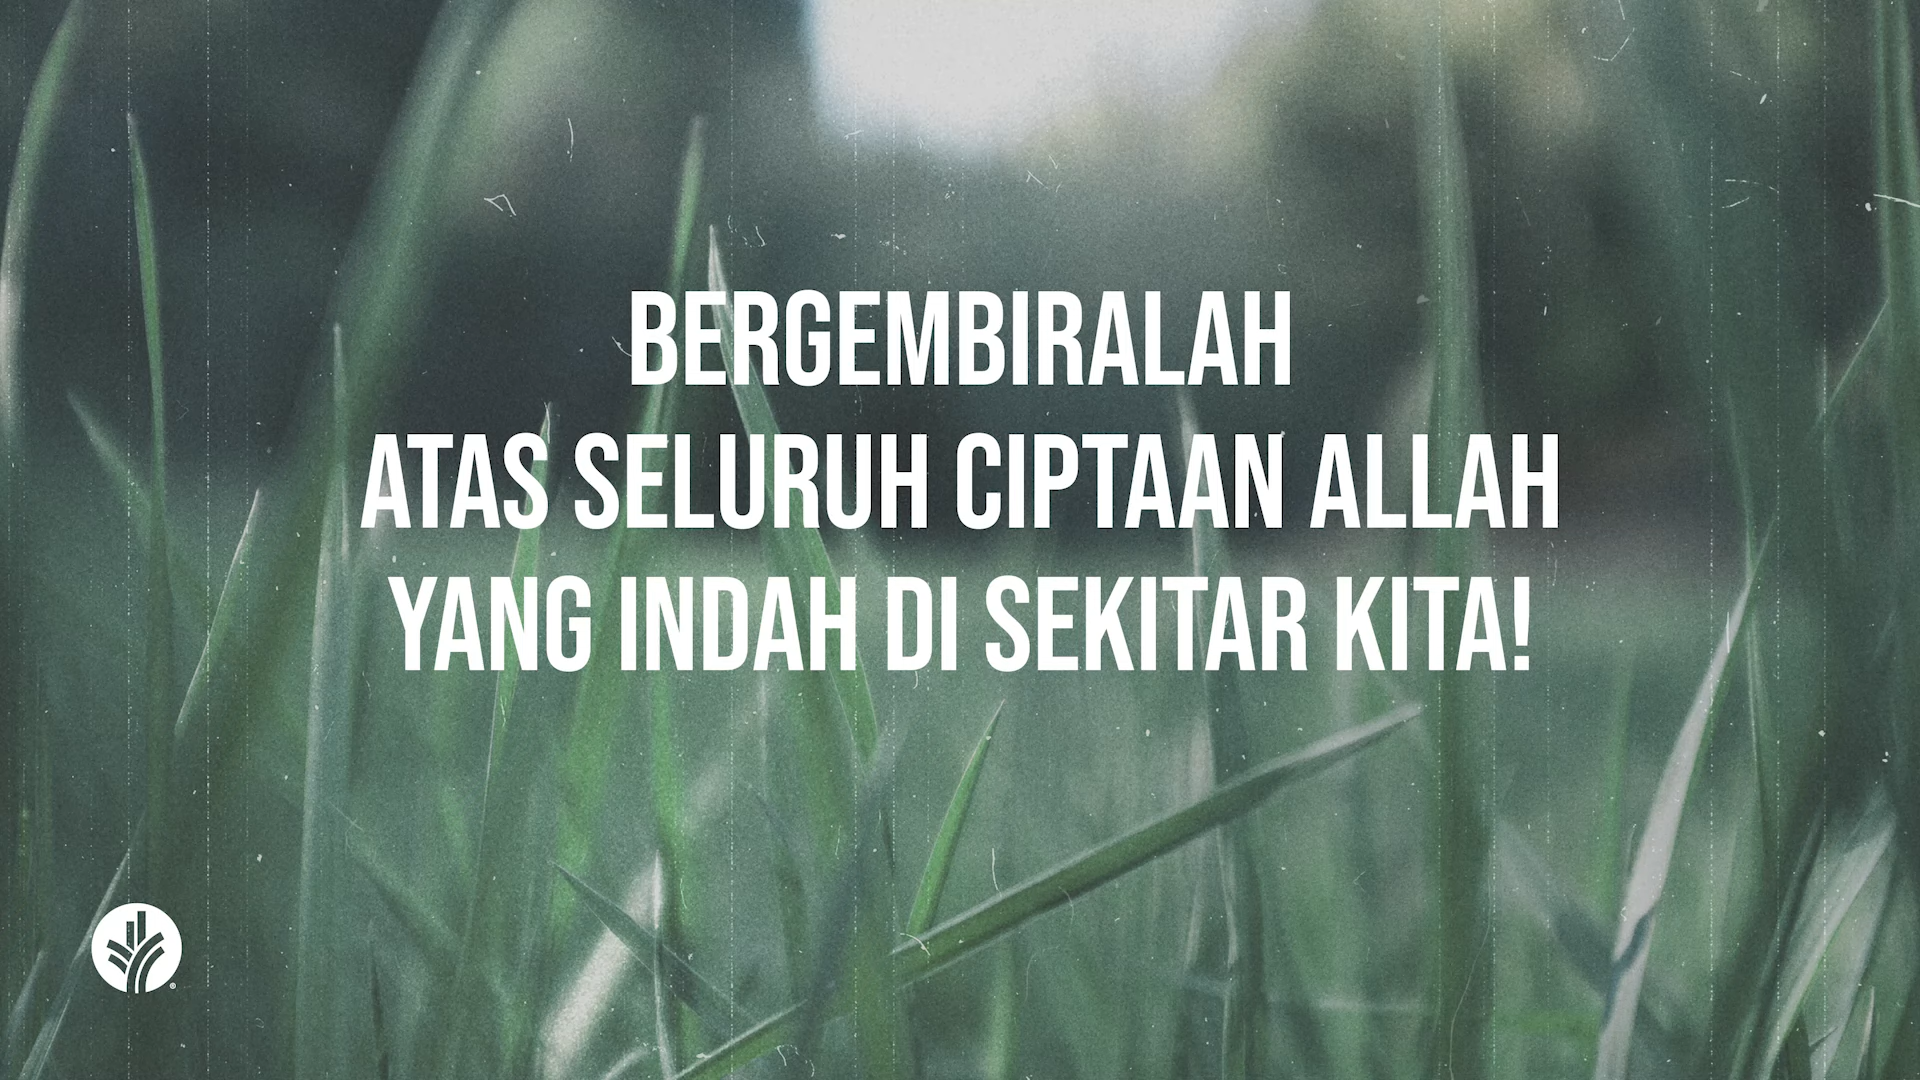 BERGEMBIRALAH
ATAS SELURUH CIPTAAN ALLAH
YANG INDAH DI SEKITAR KITA!
®